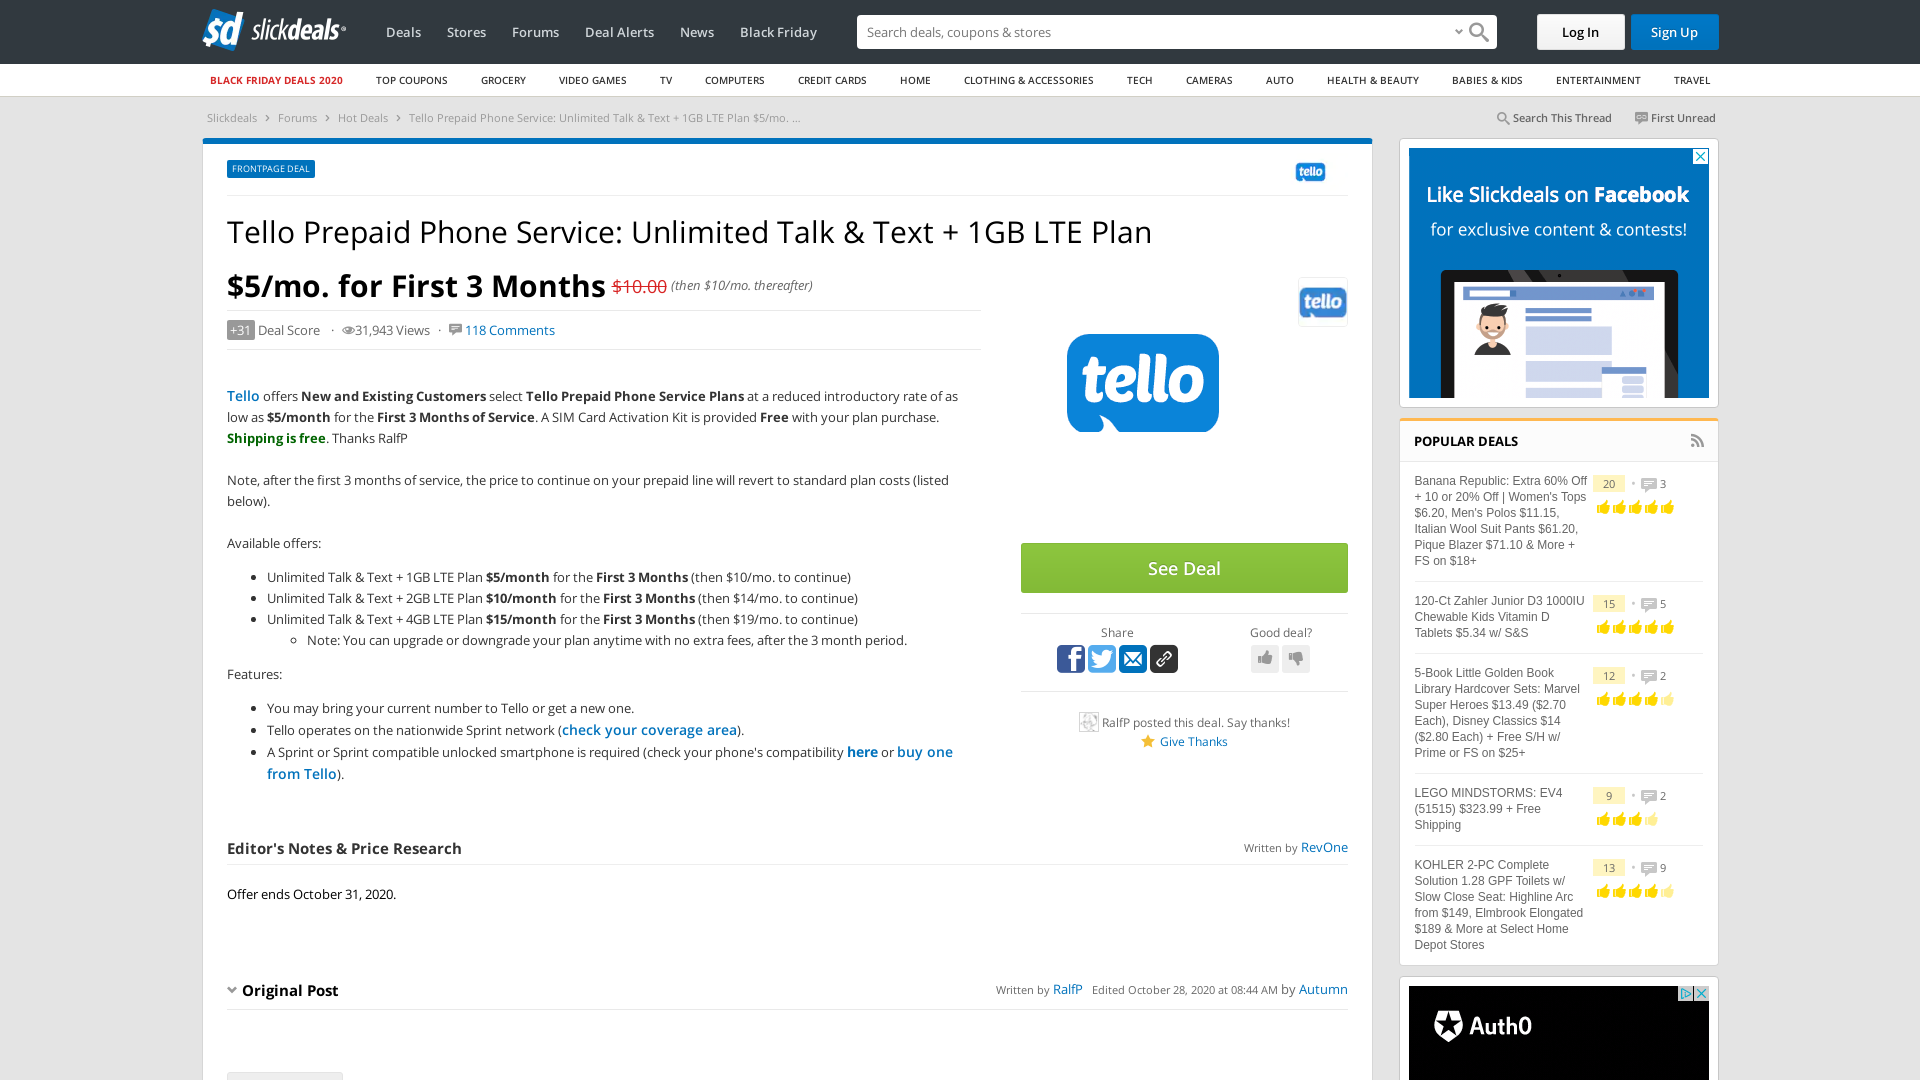 sd slickdeals
Deals Stores Forums Deal Alerts News Black Friday
Search deals, coupons & stores
Log In
Sign Up
BLACK FRIDAY DEALS 2020 TOP COUPONS GROCERY VIDEO GAMES TV COMPUTERS CREDIT CARDS HOME CLOTHING & ACCESSORIES TECH CAMERAS AUTO HEALTH & BEAUTY BABIES & KIDS ENTERTAINMENT TRAVEL
Slickdeals > Forums > Hot Deals > Tello Prepaid Phone Service: Unlimited Talk & Text + 1GB LTE Plan $5/mo. ...
Search This Thread First Unread
FRONTPAGE DEAL
tello
Tello Prepaid Phone Service: Unlimited Talk & Text + 1GB LTE Plan
$5/mo. for First 3 Months $10.00 (then $10/mo. thereafter)
+31 Deal Score · 31,943 Views · 118 Comments
tello
tello
Tello offers New and Existing Customers select Tello Prepaid Phone Service Plans at a reduced introductory rate of as
low as $5/month for the First 3 Months of Service. A SIM Card Activation Kit is provided Free with your plan purchase.
Shipping is free. Thanks RalfP
Note, after the first 3 months of service, the price to continue on your prepaid line will revert to standard plan costs (listed
below).
Available offers:
Unlimited Talk & Text + 1GB LTE Plan $5/month for the First 3 Months (then $10/mo. to continue)
Unlimited Talk & Text + 2GB LTE Plan $10/month for the First 3 Months (then $14/mo. to continue)
Unlimited Talk & Text + 4GB LTE Plan $15/month for the First 3 Months (then $19/mo. to continue)
Note: You can upgrade or downgrade your plan anytime with no extra fees, after the 3 month period.
Features:
You may bring your current number to Tello or get a new one.
Tello operates on the nationwide Sprint network (check your coverage area).
A Sprint or Sprint compatible unlocked smartphone is required (check your phone's compatibility here or buy one
from Tello).
See Deal
Share
Good deal?
RalfP posted this deal. Say thanks!
Give Thanks
Editor's Notes & Price Research
Written by RevOne
Offer ends October 31, 2020.
Original Post
Written by RalfP Edited October 28, 2020 at 08:44 AM by Autumn
Like Slickdeals on Facebook
for exclusive content & contests!
POPULAR DEALS
Banana Republic: Extra 60% Off
+ 10 or 20% Off | Women's Tops
$6.20, Men's Polos $11.15,
Italian Wool Suit Pants $61.20,
Pique Blazer $71.10 & More +
FS on $18+
20 • 3
120-Ct Zahler Junior D3 1000IU
Chewable Kids Vitamin D
Tablets $5.34 w/ S&S
15 • 5
5-Book Little Golden Book
Library Hardcover Sets: Marvel
Super Heroes $13.49 ($2.70
Each), Disney Classics $14
($2.80 Each) + Free S/H w/
Prime or FS on $25+
12 • 2
LEGO MINDSTORMS: EV4
(51515) $323.99 + Free
Shipping
9 • 2
KOHLER 2-PC Complete
Solution 1.28 GPF Toilets w/
Slow Close Seat: Highline Arc
from $149, Elmbrook Elongated
$189 & More at Select Home
Depot Stores
13 • 9
Auth0